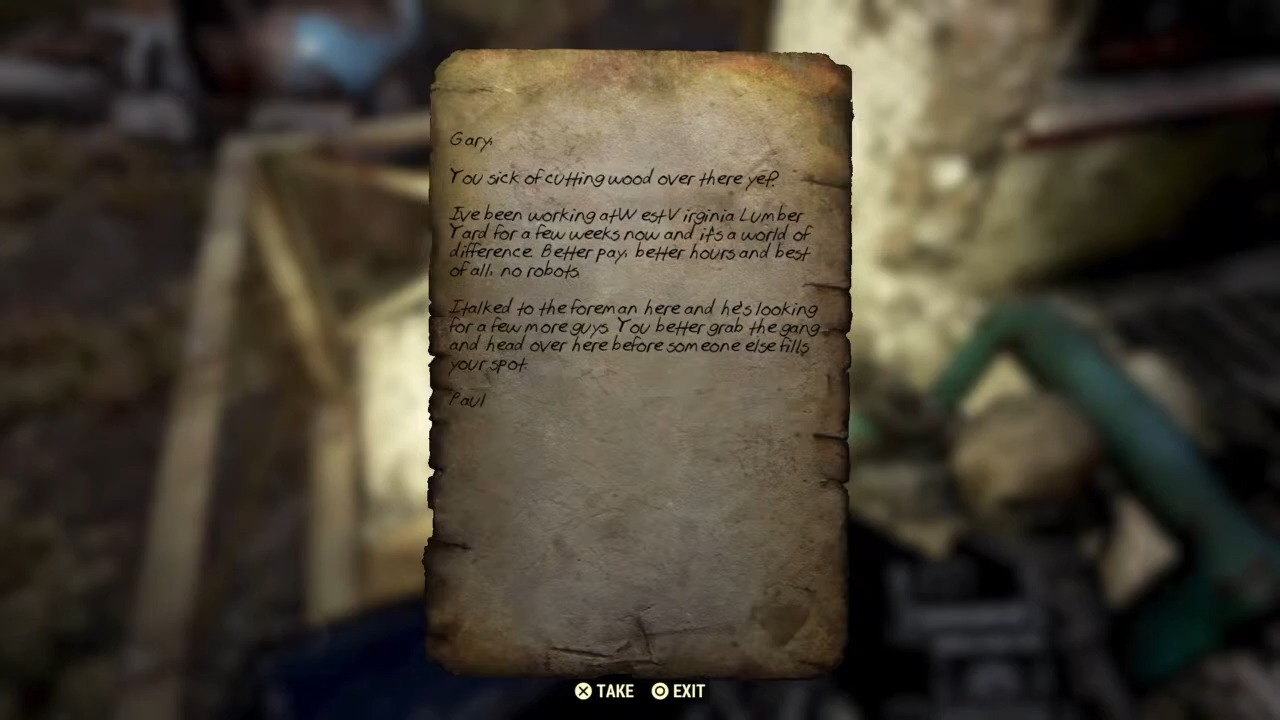 Gary,
You sick of cutting wood over there yet?
I've been working at West Virginia Lumber
Yard for a few weeks now and it's a world of
difference. Better pay, better hours and best
of all, no robots.
I talked to the foreman here and he's looking
for a few more guys. You better grab the gang
and head over here before someone else fills
your spot.
Paul
TAKE EXIT